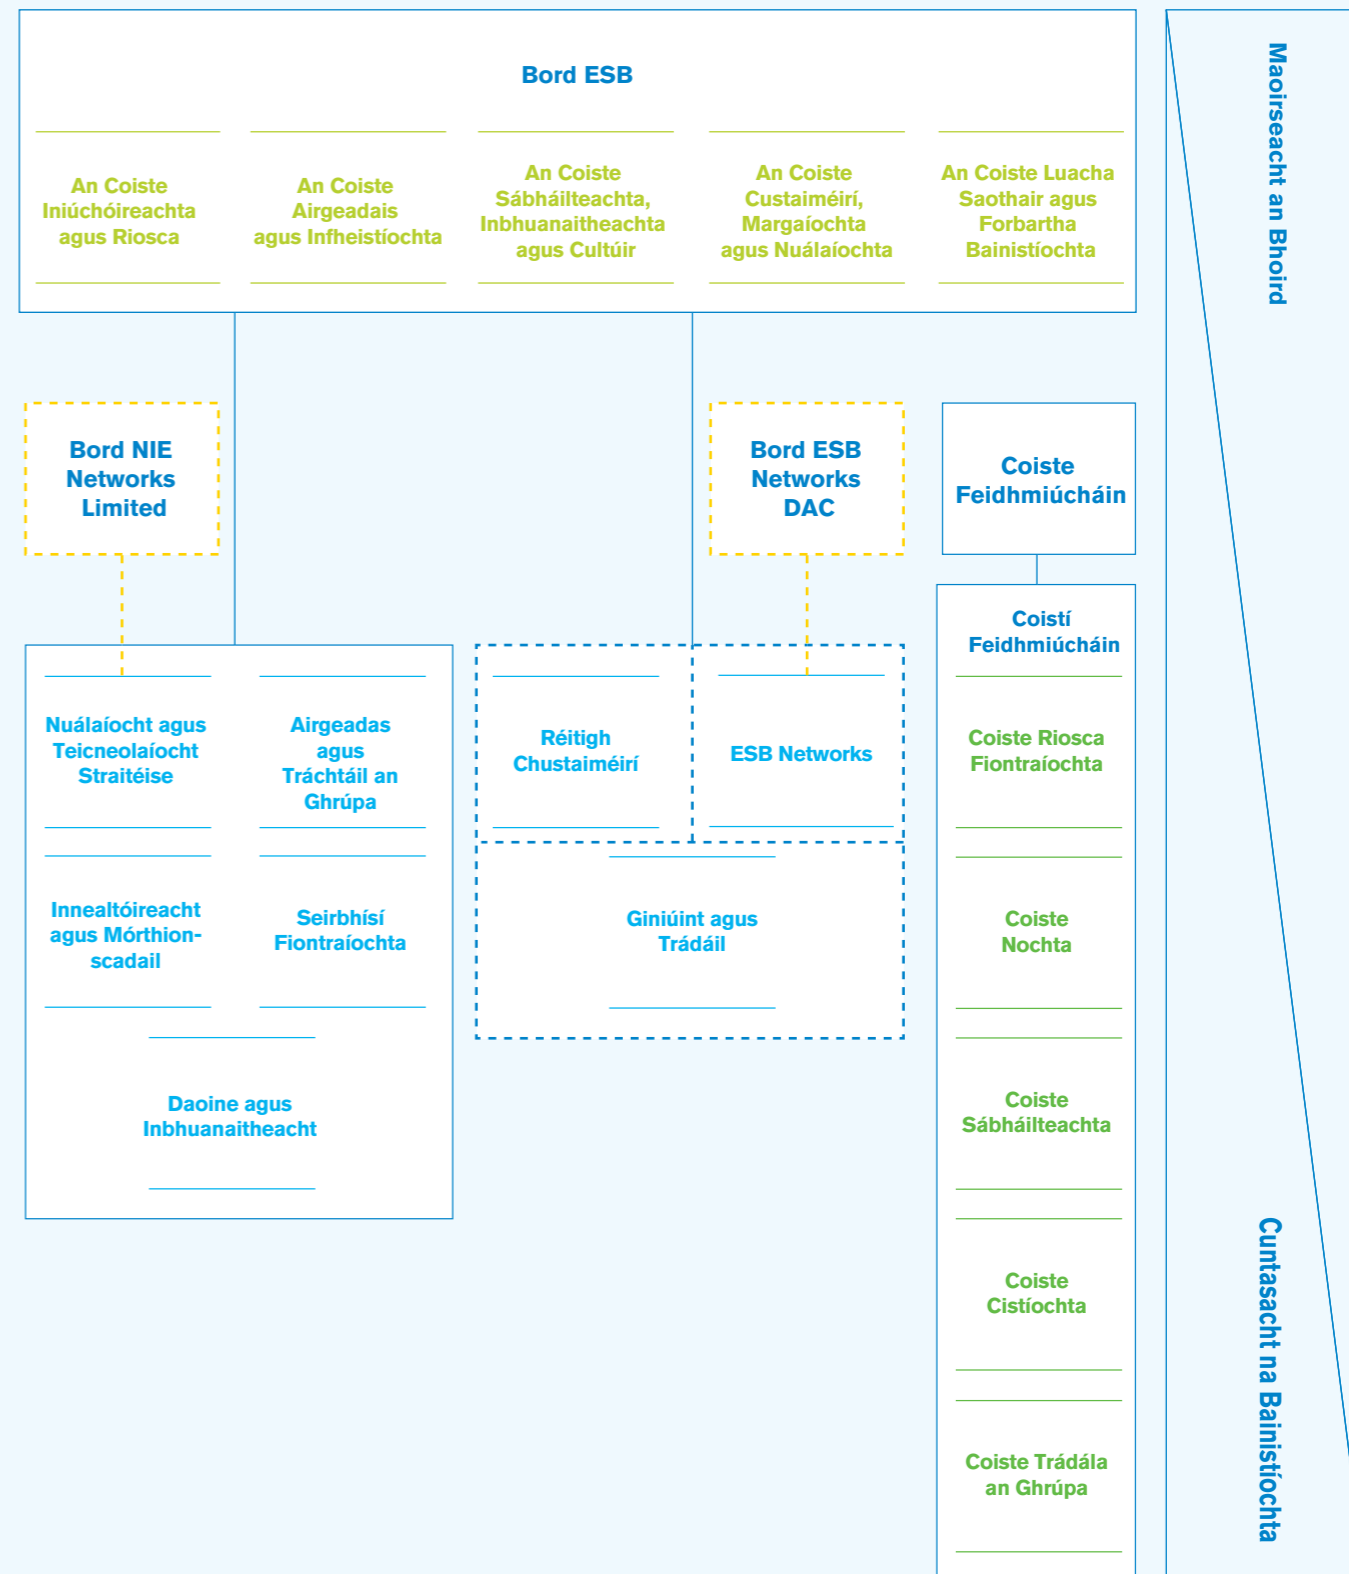 Bord ESB
An Coiste
Iniúchóireachta
agus Riosca
An Coiste
Airgeadais
agus Infheistíochta
An Coiste
Sábháilteachta,
Inbhuanaitheachta
agus Cultúir
An Coiste
Custaiméirí,
Margaíochta
agus Nuálaíochta
An Coiste Luacha
Saothair agus
Forbartha
Bainistíochta
Maoirseacht an Bhoird
Bord NIE
Networks
Limited
Bord ESB
Networks
DAC
Coiste
Feidhmiúcháin
Nuálaíocht agus
Teicneolaíocht
Straitéise
Airgeadas
agus
Tráchtáil an
Ghrúpa
Innealtóireacht
agus Mórthion-
scadail
Seirbhísí
Fiontraíochta
Daoine agus
Inbhuanaitheacht
Réitigh
Chustaiméirí
ESB Networks
Giniúint agus
Trádáil
Coistí
Feidhmiúcháin
Coiste Riosca
Fiontraíochta
Coiste
Nochta
Coiste
Sábháilteachta
Coiste
Cistíochta
Coiste Trádála
an Ghrúpa
Cuntasacht na Bainistíochta